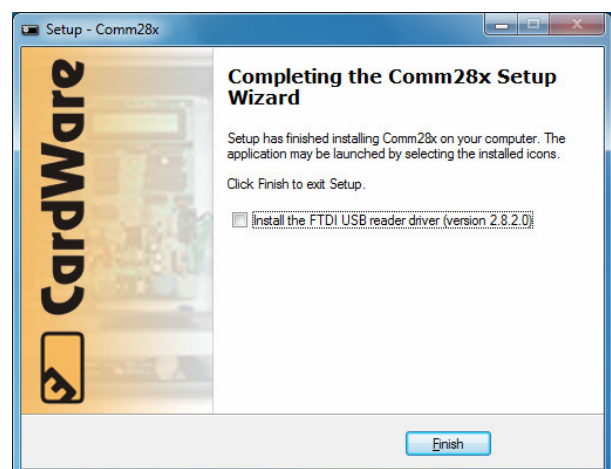 Setup - Comm28x
CardWare
Completing the Comm28x Setup
Wizard
Setup has finished installing Comm28x on your computer. The
application may be launched by selecting the installed icons.
Click Finish to exit Setup.
Install the FTDI USB reader driver (version 2.8.2.0)
Finish